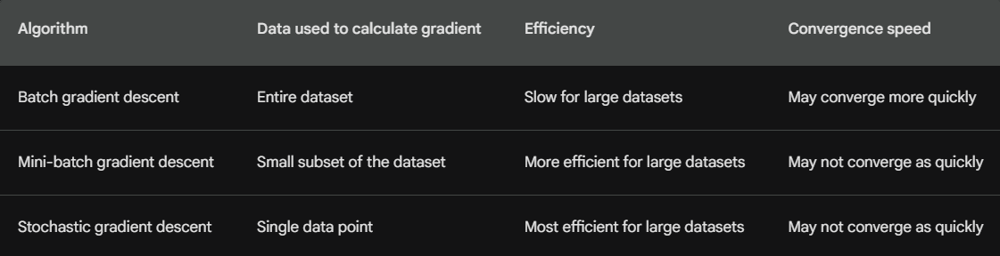 Algorithm Data used to calculate gradient Efficiency Convergence speed
Batch gradient descent Entire dataset Slow for large datasets May converge more quickly
Mini-batch gradient descent Small subset of the dataset More efficient for large datasets May not converge as quickly
Stochastic gradient descent Single data point Most efficient for large datasets May not converge as quickly